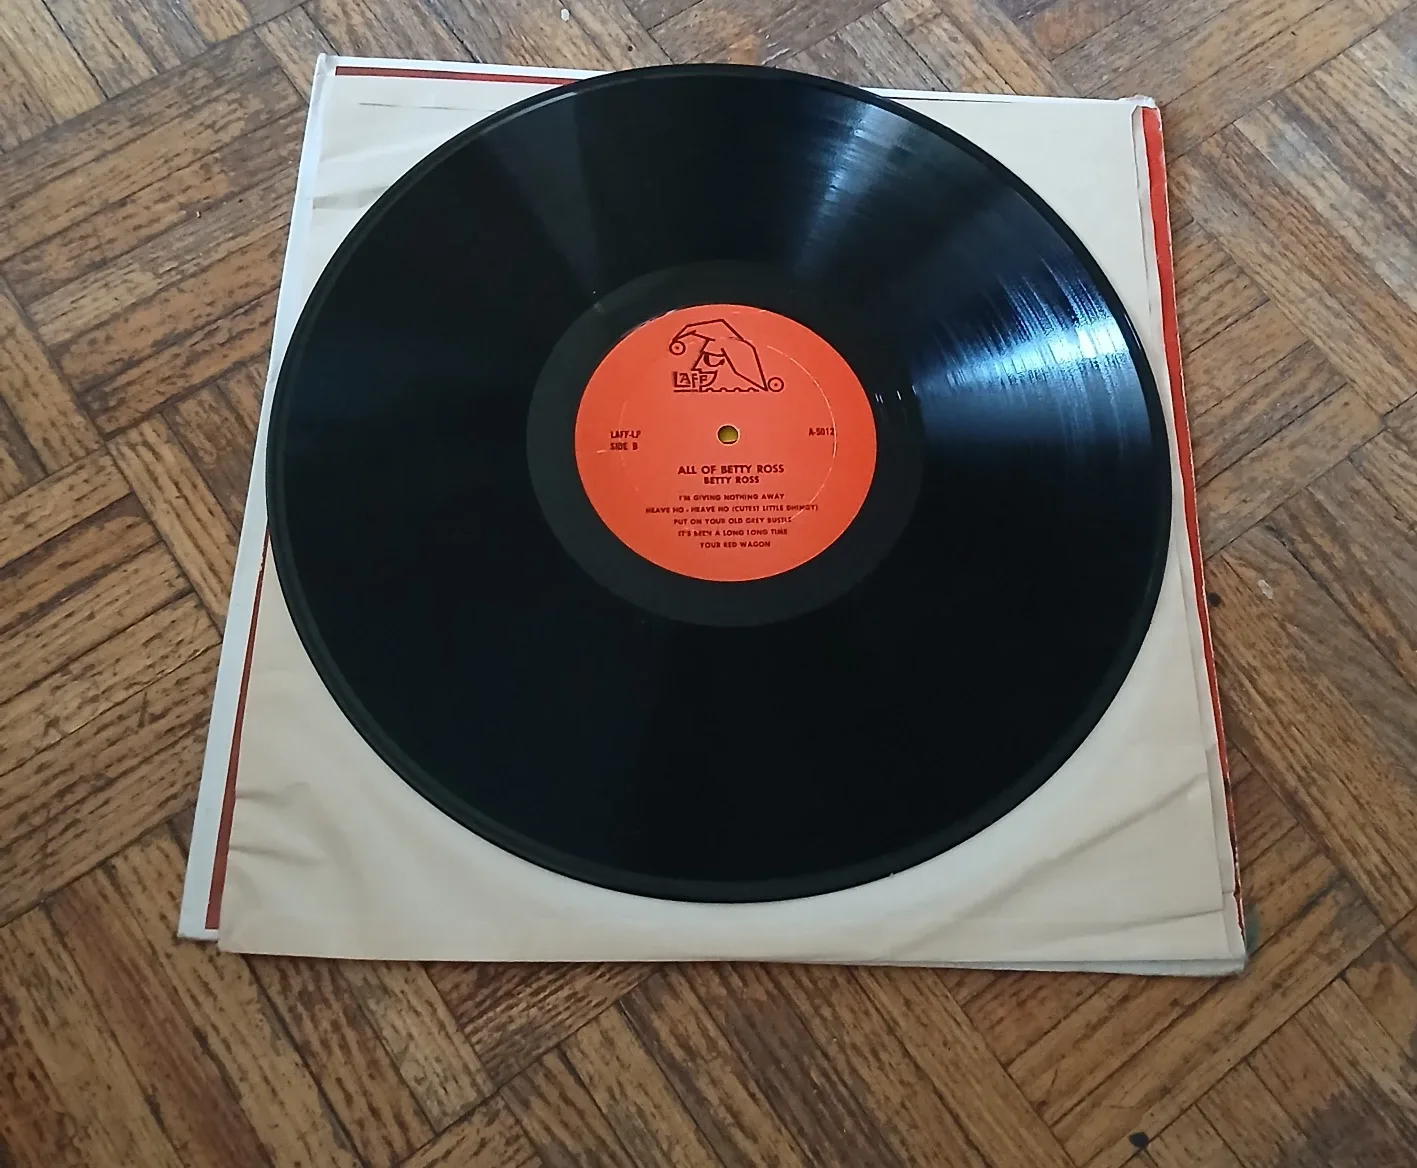 LAFF
LAFF-LP
SIDE B
A-5012
ALL OF BETTY ROSS
BETTY ROSS
I'M GIVING NOTHING AWAY
HEAVE HO - HEAVE HO (CUTEST LITTLE DHINGY)
PUT ON YOUR OLD GREY BUSTLE
IT'S BEEN A LONG LONG TIME
YOUR RED WAGON